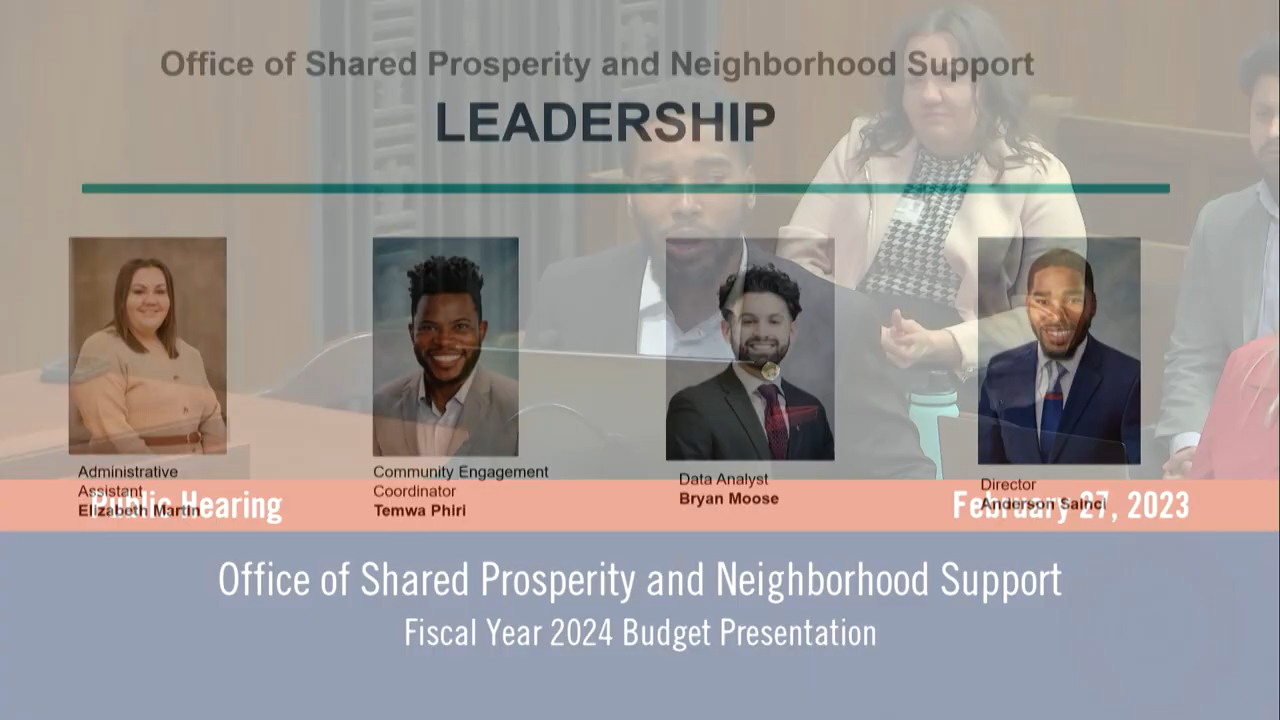 Office of Shared Prosperity and Neighborhood Support
LEADERSHIP
Administrative
Assistant
Elizabeth Martin
Community Engagement
Coordinator
Temwa Phiri
Data Analyst
Bryan Moose
Director
Anderson Sainci
Public Hearing
February 27, 2023
Office of Shared Prosperity and Neighborhood Support
Fiscal Year 2024 Budget Presentation